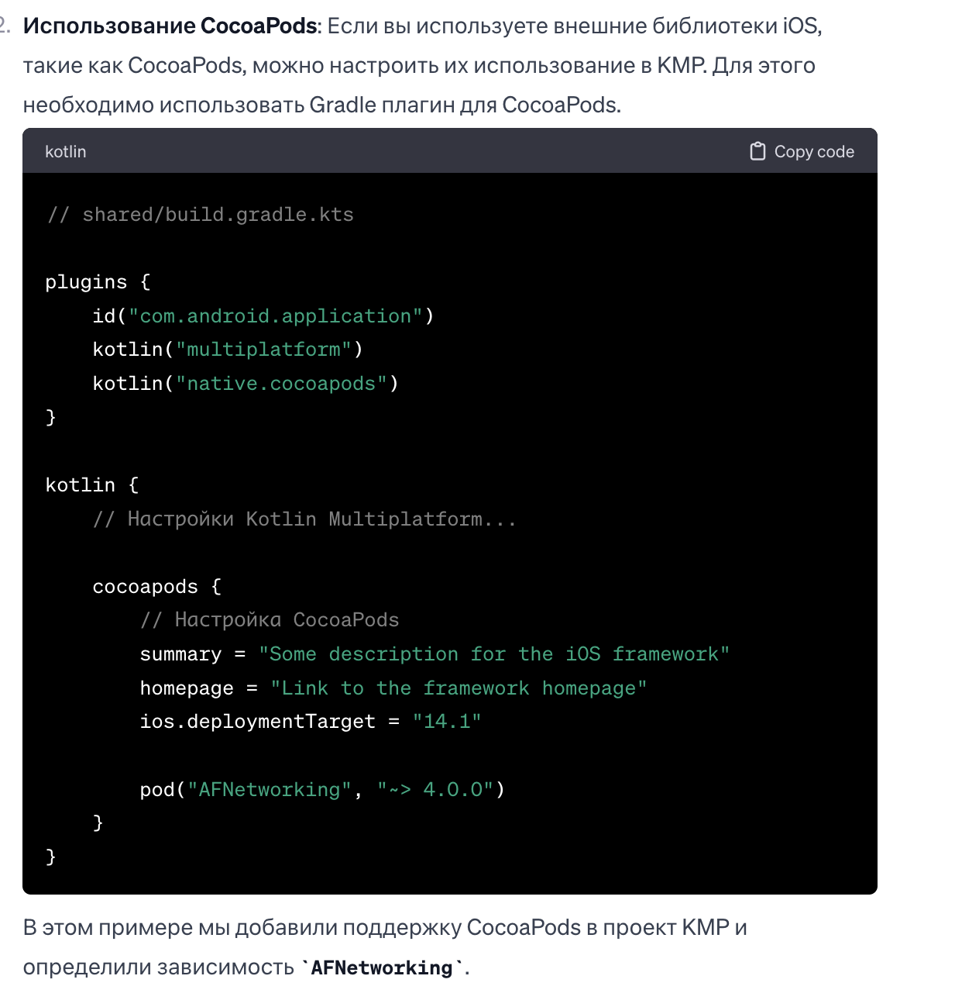 2. Использование CocoaPods: Если вы используете внешние библиотеки iOS,
такие как CocoaPods, можно настроить их использование в KMP. Для этого
необходимо использовать Gradle плагин для CocoaPods.
kotlin Copy code
// shared/build.gradle.kts
plugins {
    id("com.android.application")
    kotlin("multiplatform")
    kotlin("native.cocoapods")
}
kotlin {
    // Настройки Kotlin Multiplatform...
    cocoapods {
        // Настройка CocoaPods
        summary = "Some description for the iOS framework"
        homepage = "Link to the framework homepage"
        ios.deploymentTarget = "14.1"
        pod("AFNetworking", "~> 4.0.0")
    }
}
В этом примере мы добавили поддержку CocoaPods в проект KMP и
определили зависимость `AFNetworking`.